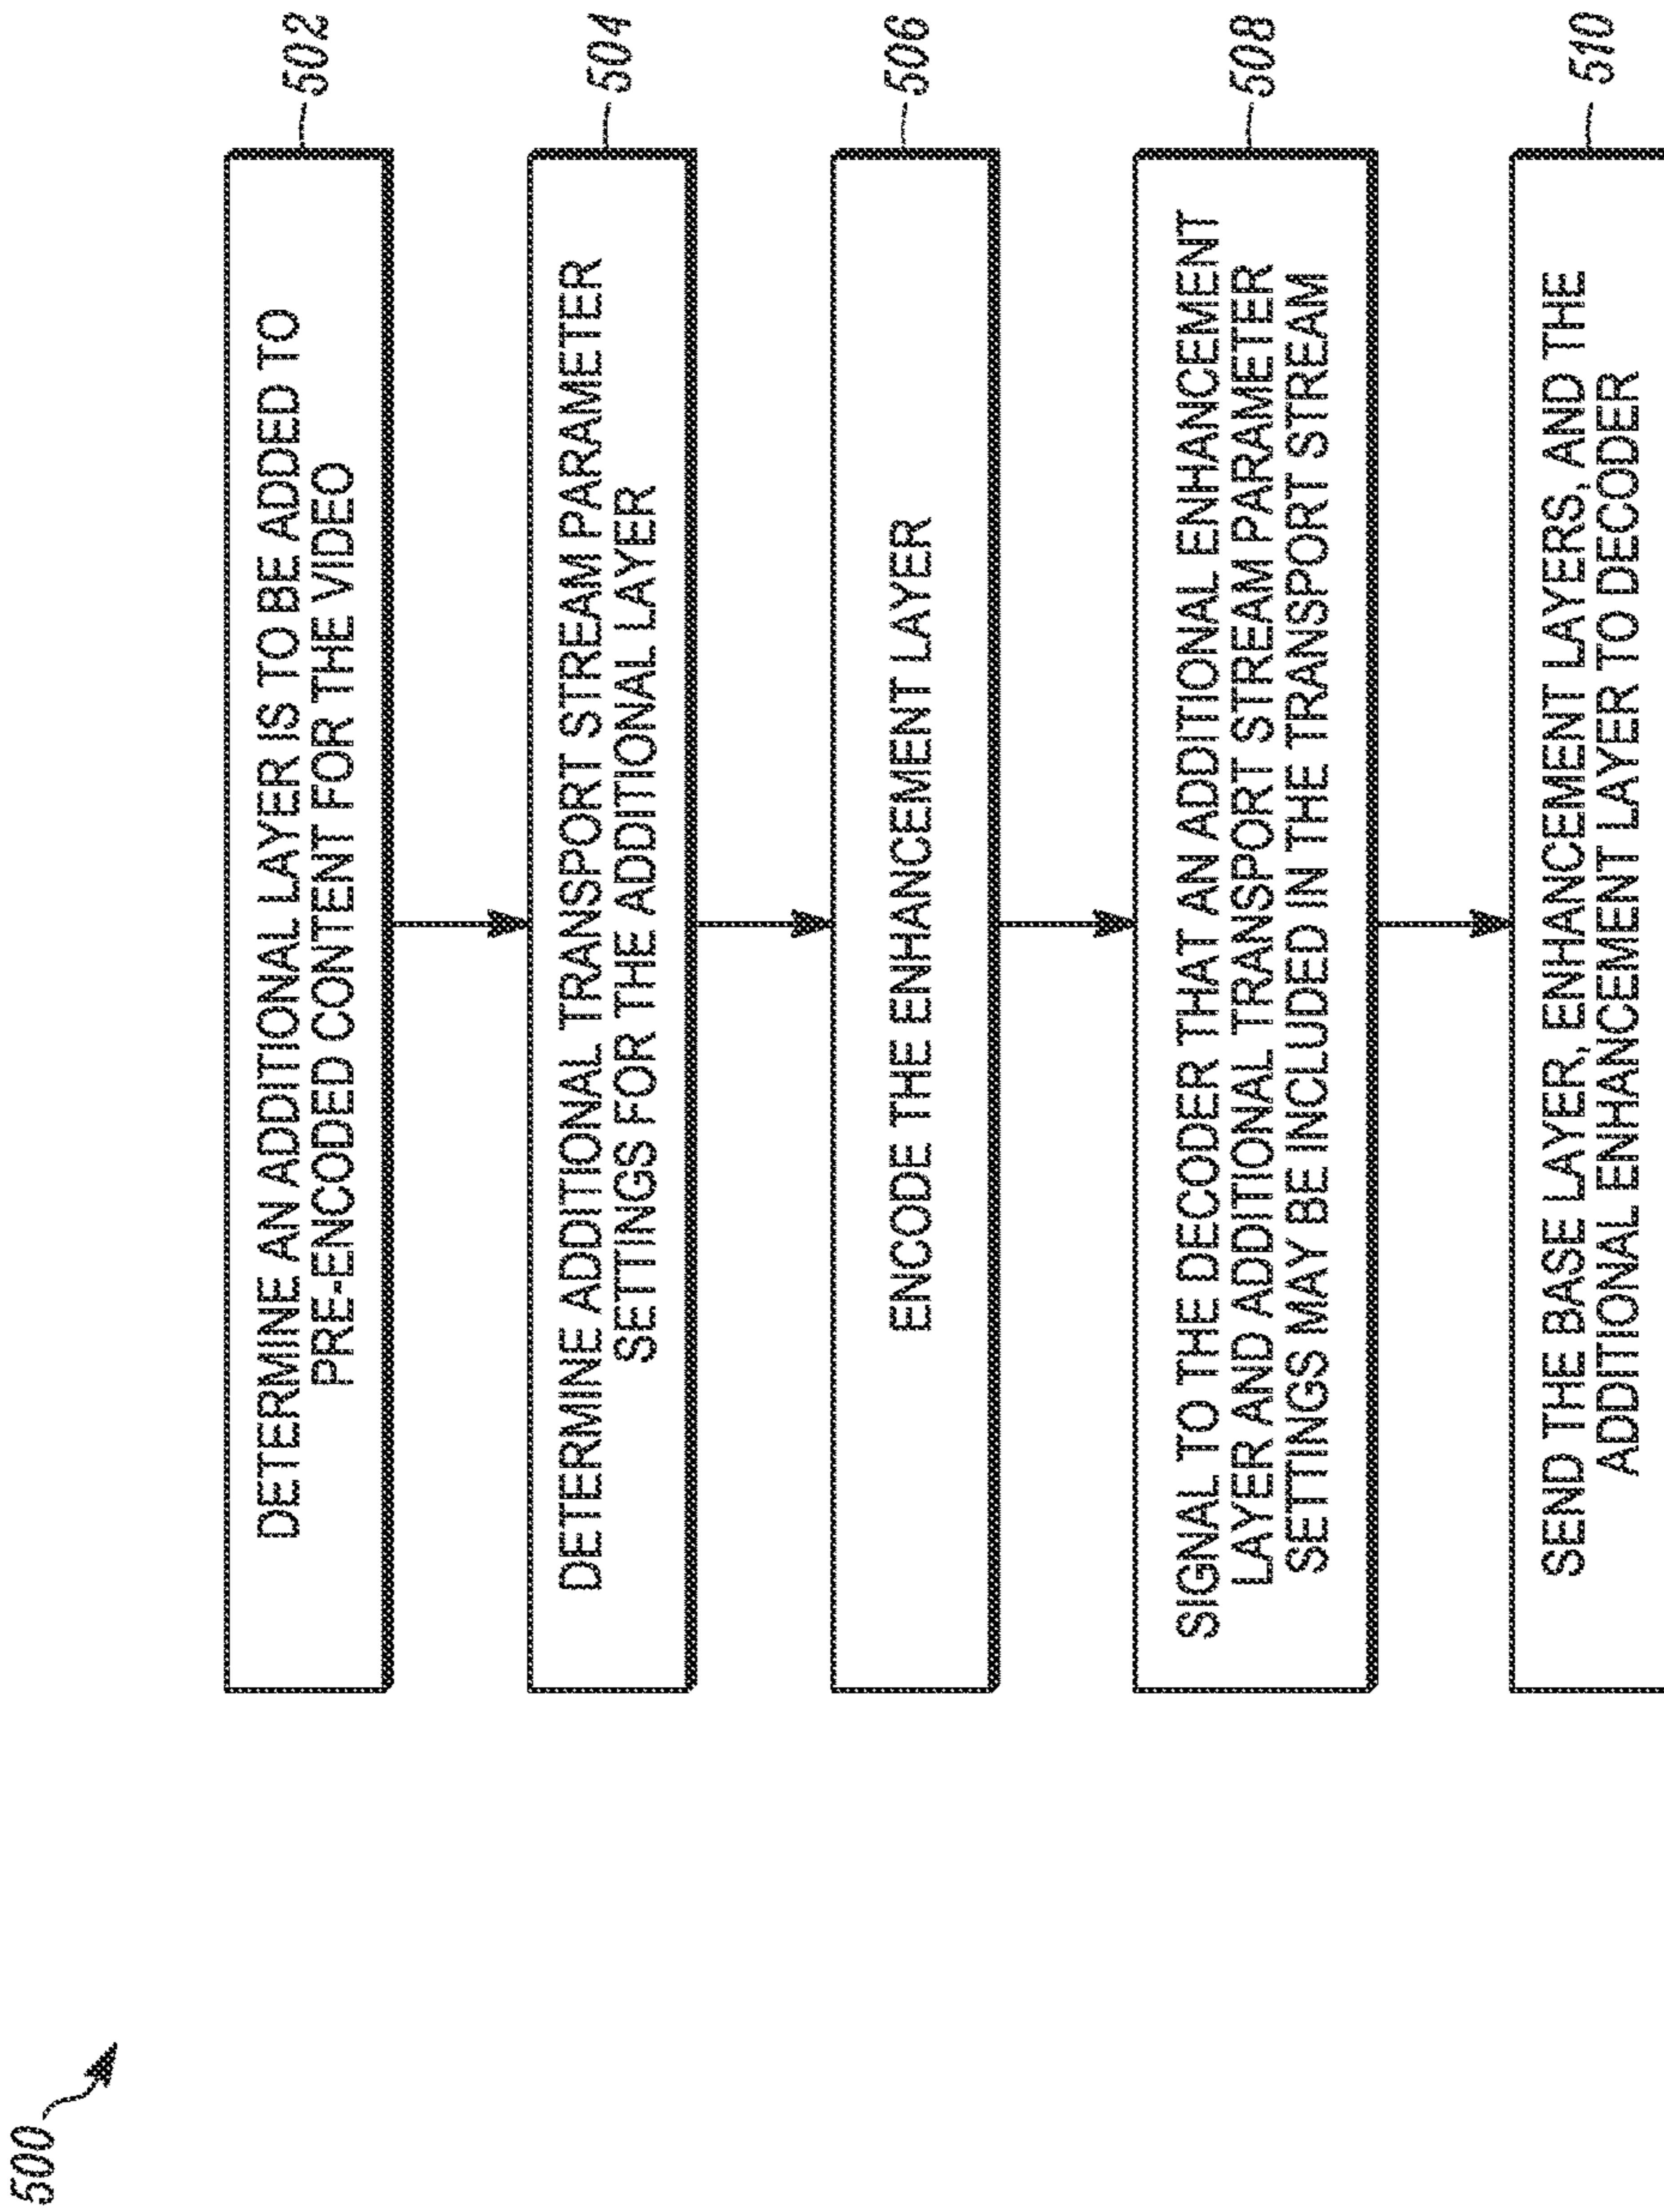 500
DETERMINE AN ADDITIONAL LAYER IS TO BE ADDED TO
PRE-ENCODED CONTENT FOR THE VIDEO
502
DETERMINE ADDITIONAL TRANSPORT STREAM PARAMETER
SETTINGS FOR THE ADDITIONAL LAYER
504
ENCODE THE ENHANCEMENT LAYER
506
SIGNAL TO THE DECODER THAT AN ADDITIONAL ENHANCEMENT
LAYER AND ADDITIONAL TRANSPORT STREAM PARAMETER
SETTINGS MAY BE INCLUDED IN THE TRANSPORT STREAM
508
SEND THE BASE LAYER, ENHANCEMENT LAYERS, AND THE
ADDITIONAL ENHANCEMENT LAYER TO DECODER
510